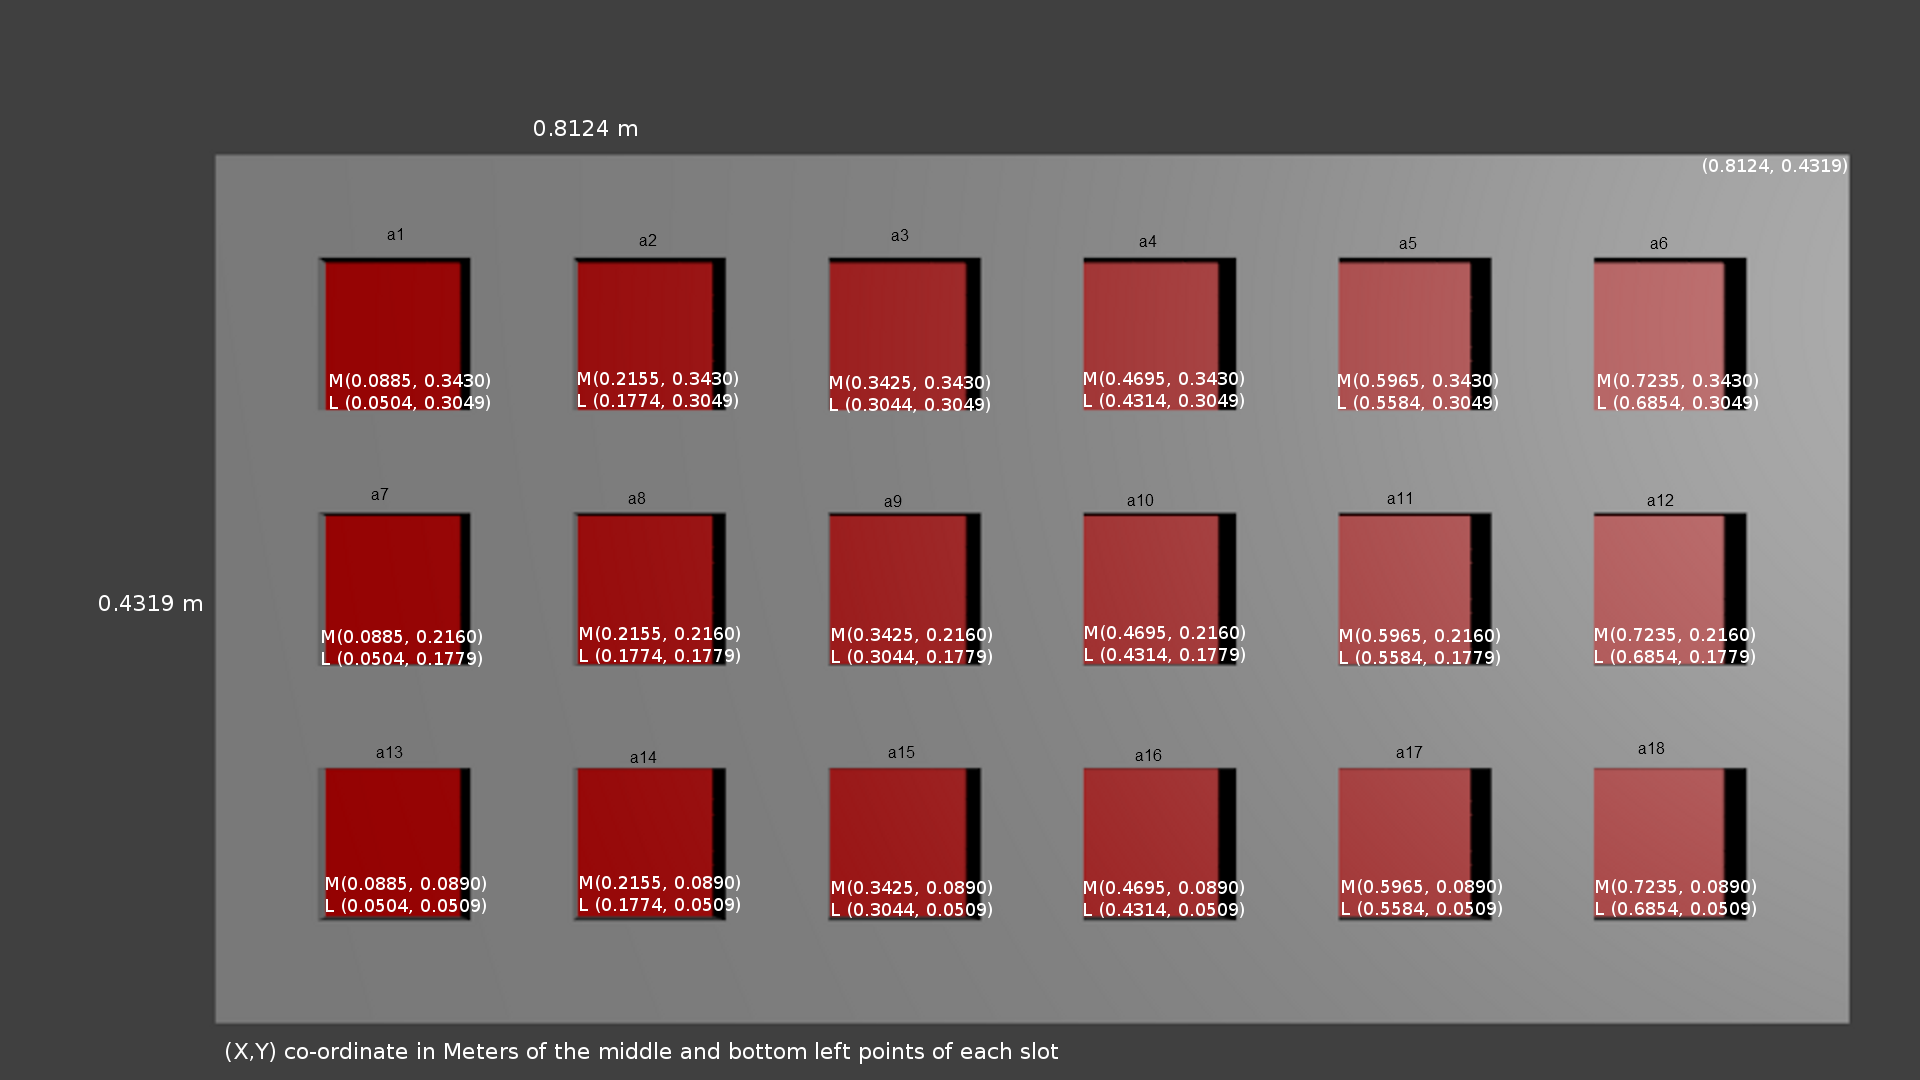 0.8124 m
(0.8124, 0.4319)
a1
a2
a3
a4
a5
a6
M(0.0885, 0.3430)
L (0.0504, 0.3049)
M(0.2155, 0.3430)
L (0.1774, 0.3049)
M(0.3425, 0.3430)
L (0.3044, 0.3049)
M(0.4695, 0.3430)
L (0.4314, 0.3049)
M(0.5965, 0.3430)
L (0.5584, 0.3049)
M(0.7235, 0.3430)
L (0.6854, 0.3049)
a7
a8
a9
a10
a11
a12
0.4319 m
M(0.0885, 0.2160)
L (0.0504, 0.1779)
M(0.2155, 0.2160)
L (0.1774, 0.1779)
M(0.3425, 0.2160)
L (0.3044, 0.1779)
M(0.4695, 0.2160)
L (0.4314, 0.1779)
M(0.5965, 0.2160)
L (0.5584, 0.1779)
M(0.7235, 0.2160)
L (0.6854, 0.1779)
a13
a14
a15
a16
a17
a18
M(0.0885, 0.0890)
L (0.0504, 0.0509)
M(0.2155, 0.0890)
L (0.1774, 0.0509)
M(0.3425, 0.0890)
L (0.3044, 0.0509)
M(0.4695, 0.0890)
L (0.4314, 0.0509)
M(0.5965, 0.0890)
L (0.5584, 0.0509)
M(0.7235, 0.0890)
L (0.6854, 0.0509)
(X,Y) co-ordinate in Meters of the middle and bottom left points of each slot